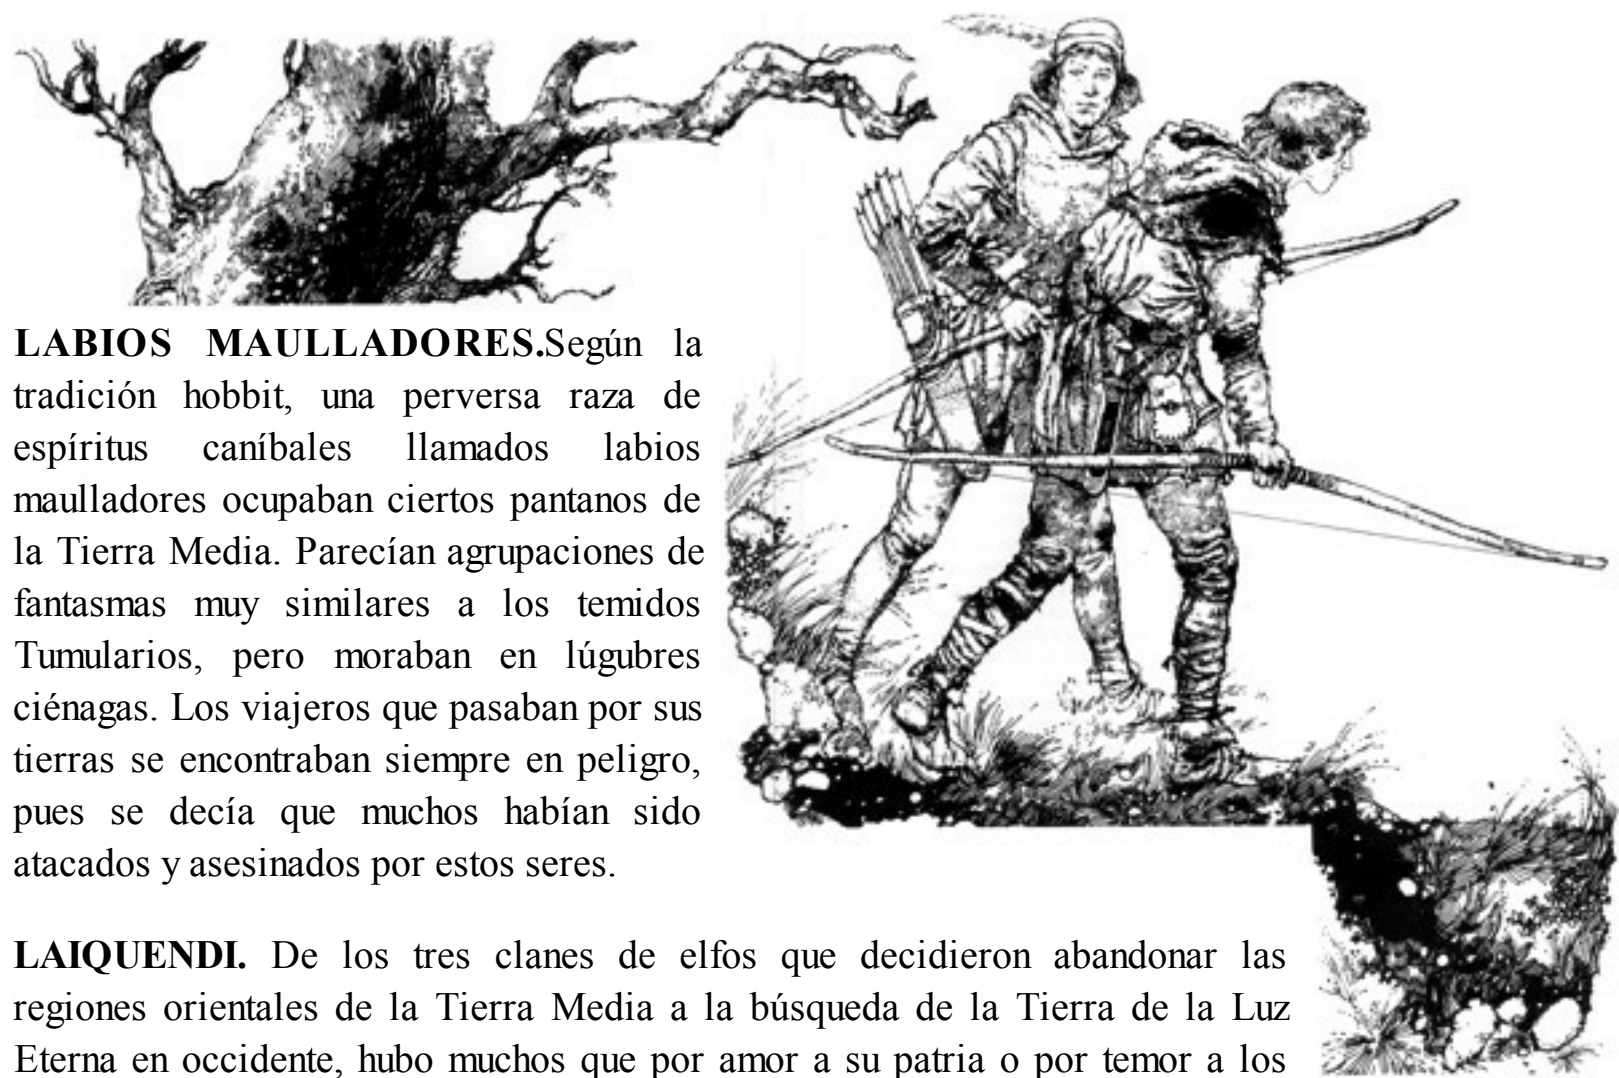 LABIOS MAULLADORES.Según la
tradición hobbit, una perversa raza de
espíritus caníbales llamados labios
maulladores ocupaban ciertos pantanos de
la Tierra Media. Parecían agrupaciones de
fantasmas muy similares a los temidos
Tumularios, pero moraban en lúgubres
ciénagas. Los viajeros que pasaban por sus
tierras se encontraban siempre en peligro,
pues se decía que muchos habían sido
atacados y asesinados por estos seres.
LAIQUENDI. De los tres clanes de elfos que decidieron abandonar las
regiones orientales de la Tierra Media a la búsqueda de la Tierra de la Luz
Eterna en occidente, hubo muchos que por amor a su patria o por temor a los